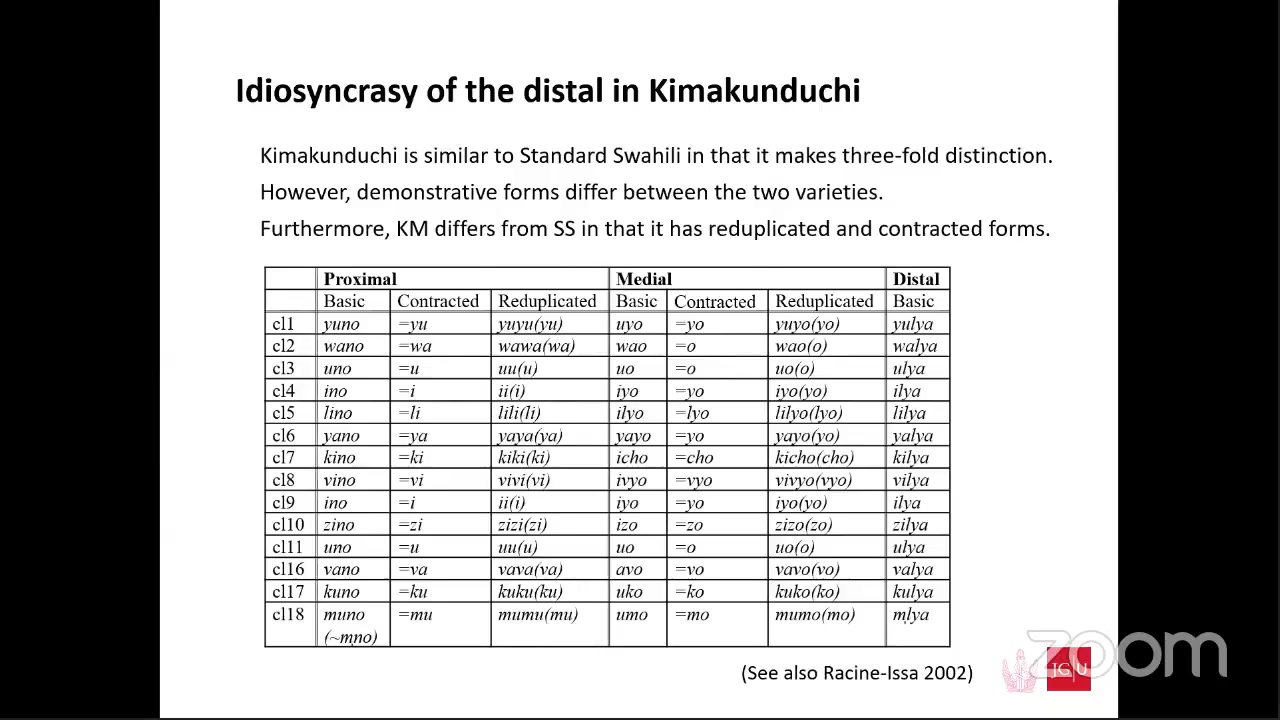 Idiosyncrasy of the distal in Kimakunduchi
Kimakunduchi is similar to Standard Swahili in that it makes three-fold distinction.
However, demonstrative forms differ between the two varieties.
Furthermore, KM differs from SS in that it has reduplicated and contracted forms.
Proximal Medial Distal
Basic Contracted Reduplicated Basic Contracted Reduplicated Basic
cl1 yuno =yu yuyu(yu) uyo =yo yuyo(yo) yulya
cl2 wano =wa wawa(wa) wao =o wao(o) walya
cl3 uno =u uu(u) uo =o uo(o) ulya
cl4 ino =i ii(i) iyo =yo iyo(yo) ilya
cl5 lino =li lili(li) ilyo =lyo lilyo(lyo) lilya
cl6 yano =ya yaya(ya) yayo =yo yayo(yo) yalya
cl7 kino =ki kiki(ki) icho =cho kicho(cho) kilya
cl8 vino =vi vivi(vi) ivyo =vyo vivyo(vyo) vilya
cl9 ino =i ii(i) iyo =yo iyo(yo) ilya
cl10 zino =zi zizi(zi) izo =zo zizo(zo) zilya
cl11 uno =u uu(u) uo =o uo(o) ulya
cl16 vano =va vava(va) avo =vo vavo(vo) valya
cl17 kuno =ku kuku(ku) uko =ko kuko(ko) kulya
cl18 muno =mu mumu(mu) umo =mo mumo(mo) mḷya
(~mṇo)
(See also Racine-Issa 2002)
JG|U
zoom